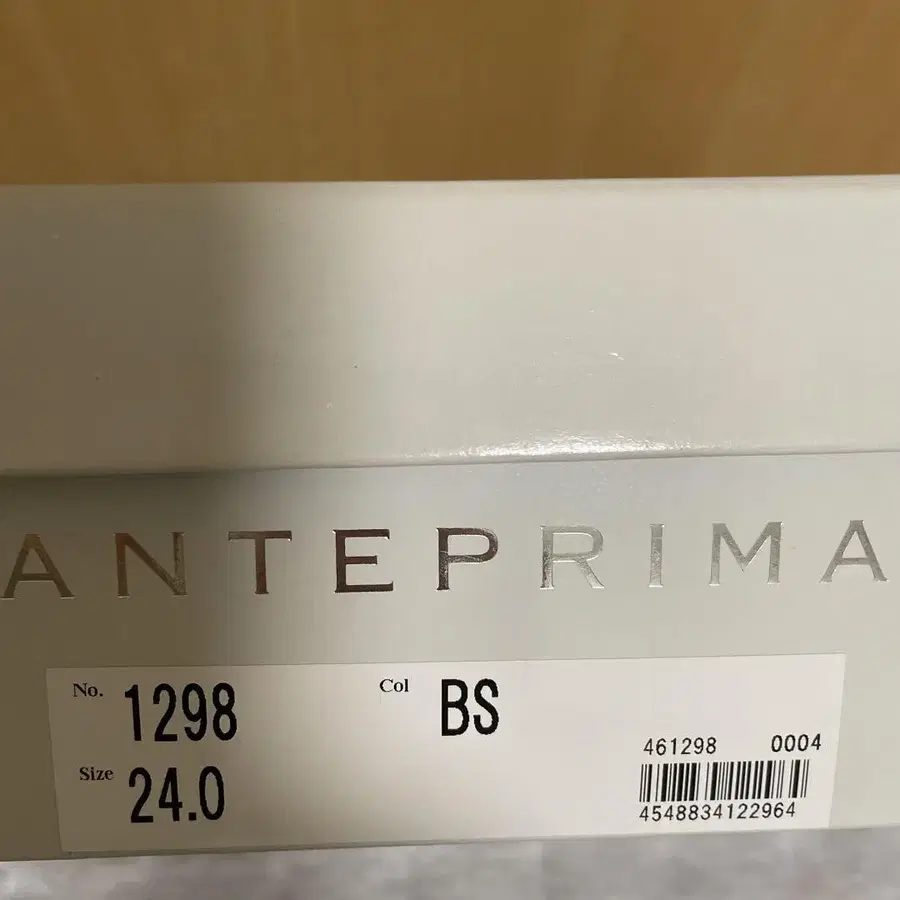 ANTEPRIMA
No. 1298 Col BS
Size 24.0
461298 0004
4548834122964